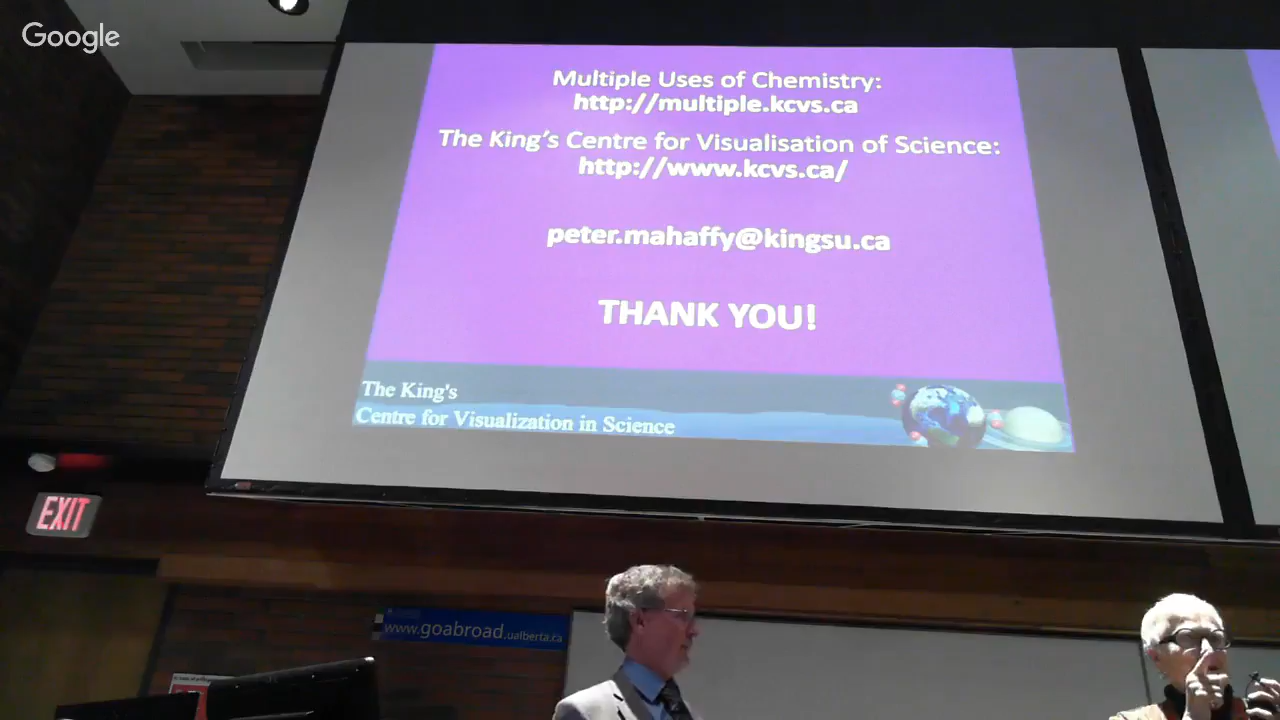 Google
Multiple Uses of Chemistry:
http://multiple.kcvs.ca
The King's Centre for Visualisation of Science:
http://www.kcvs.ca/
peter.mahaffy@kingsu.ca
THANK YOU!
The King's
Centre for Visualization in Science
EXIT
www.goabroad.ualberta.ca